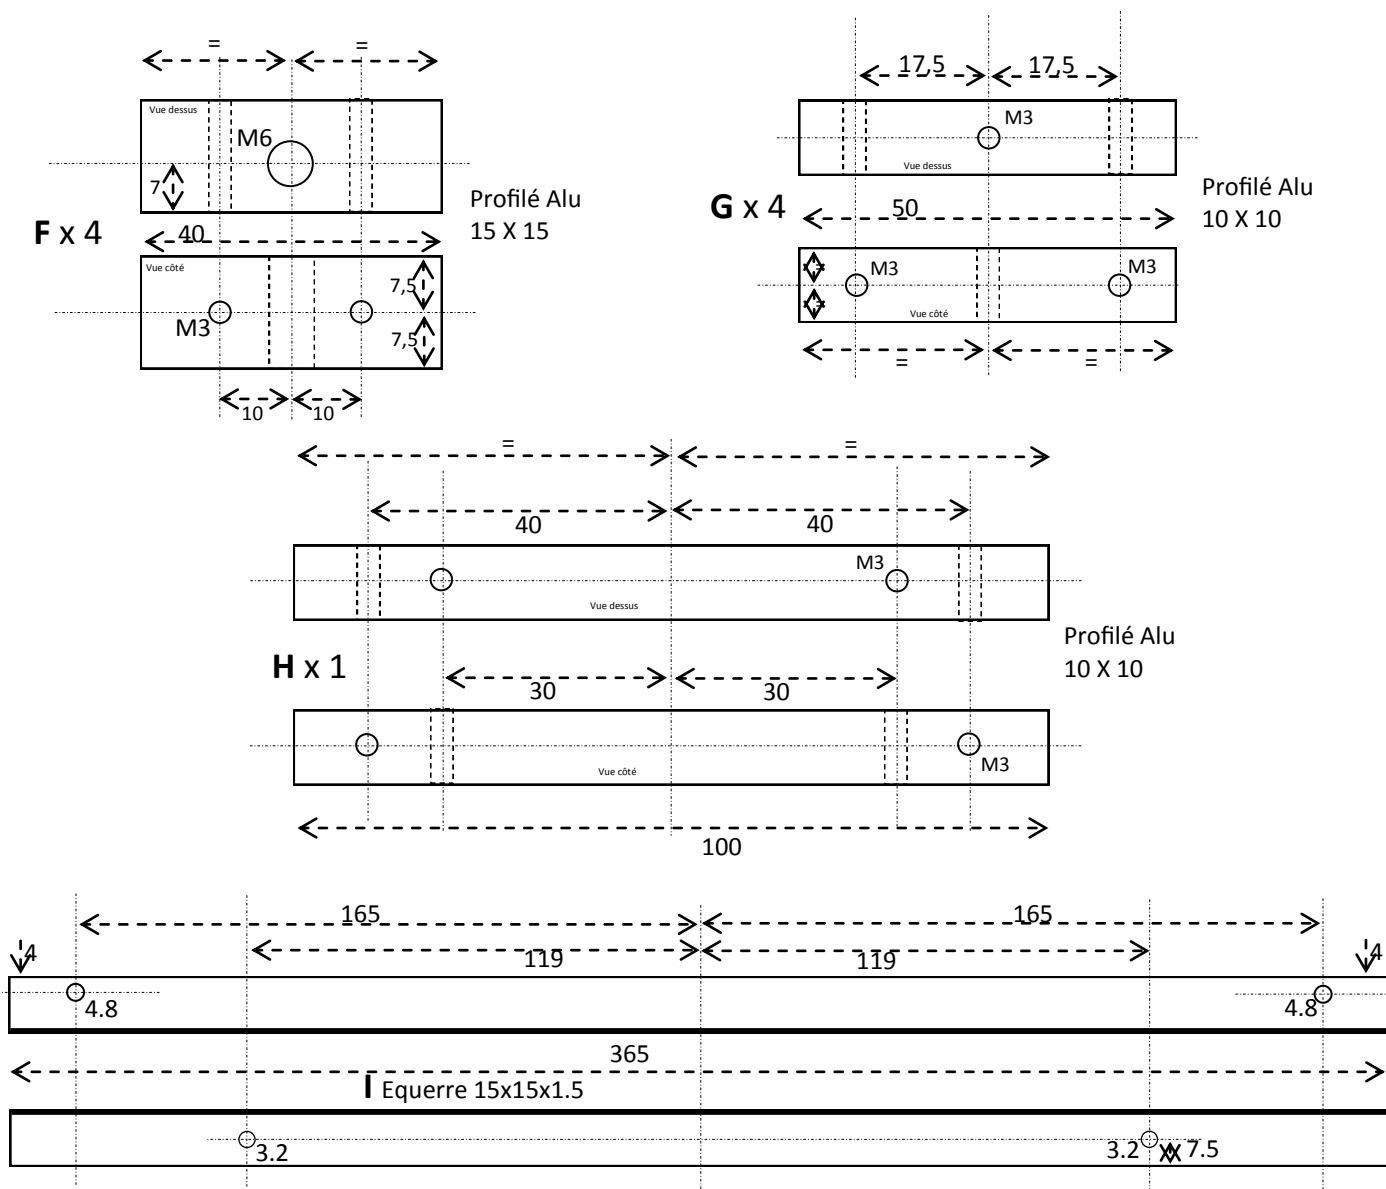 =
=
Vue dessus
M6
7
F x 4
40
Profilé Alu
15 X 15
Vue côté
7,5
M3
7,5
10
10
17,5
17,5
M3
Vue dessus
G x 4
50
Profilé Alu
10 X 10
=
M3
M3
=
Vue côté
=
=
=
=
40
40
M3
Vue dessus
H x 1
Profilé Alu
10 X 10
30
30
Vue côté
M3
100
165
165
4
119
119
4
4.8
4.8
365
I Equerre 15x15x1.5
3.2
3.2
7.5